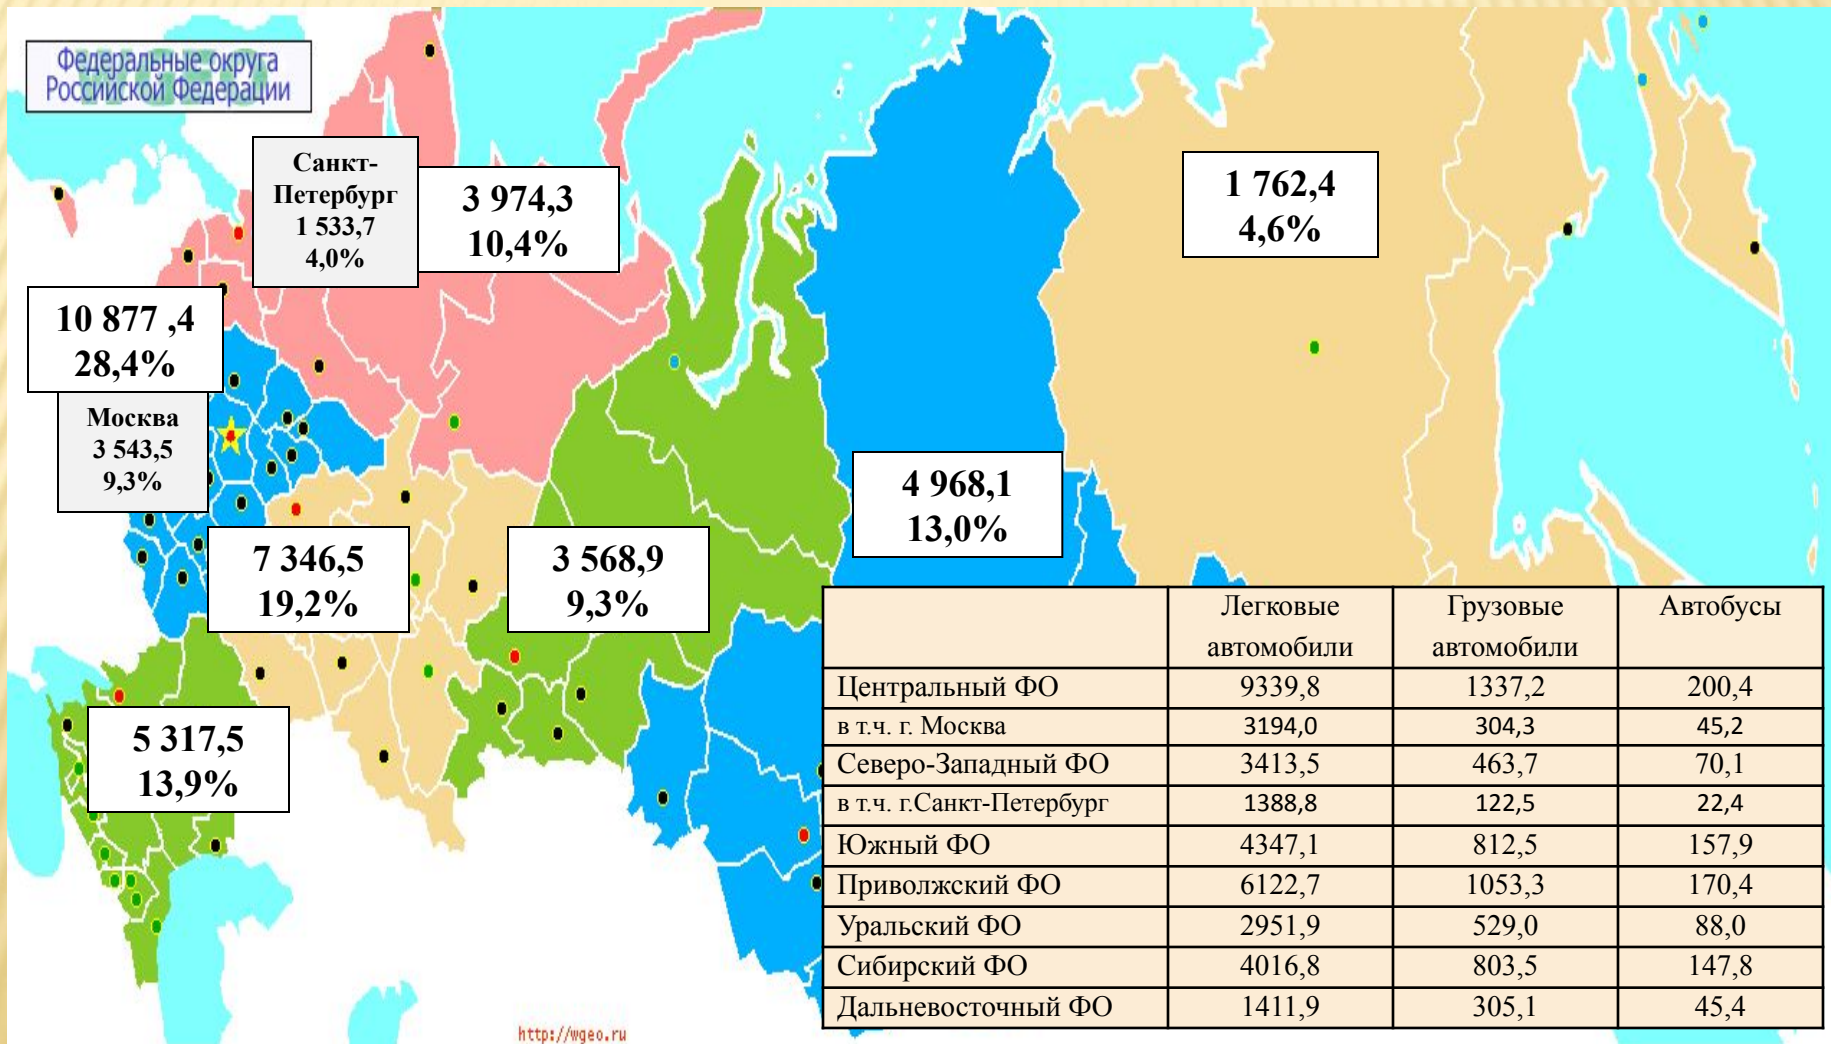 Федеральные округа
Российской Федерации
Санкт-
Петербург
1 533,7
4,0%
3 974,3
10,4%
1 762,4
4,6%
10 877 ,4
28,4%
Москва
3 543,5
9,3%
4 968,1
13,0%
7 346,5
19,2%
3 568,9
9,3%
5 317,5
13,9%
Легковые автомобили Грузовые автомобили Автобусы
Центральный ФО 9339,8 1337,2 200,4
в т.ч. г. Москва 3194,0 304,3 45,2
Северо-Западный ФО 3413,5 463,7 70,1
в т.ч. г.Санкт-Петербург 1388,8 122,5 22,4
Южный ФО 4347,1 812,5 157,9
Приволжский ФО 6122,7 1053,3 170,4
Уральский ФО 2951,9 529,0 88,0
Сибирский ФО 4016,8 803,5 147,8
Дальневосточный ФО 1411,9 305,1 45,4
http://wgeo.ru